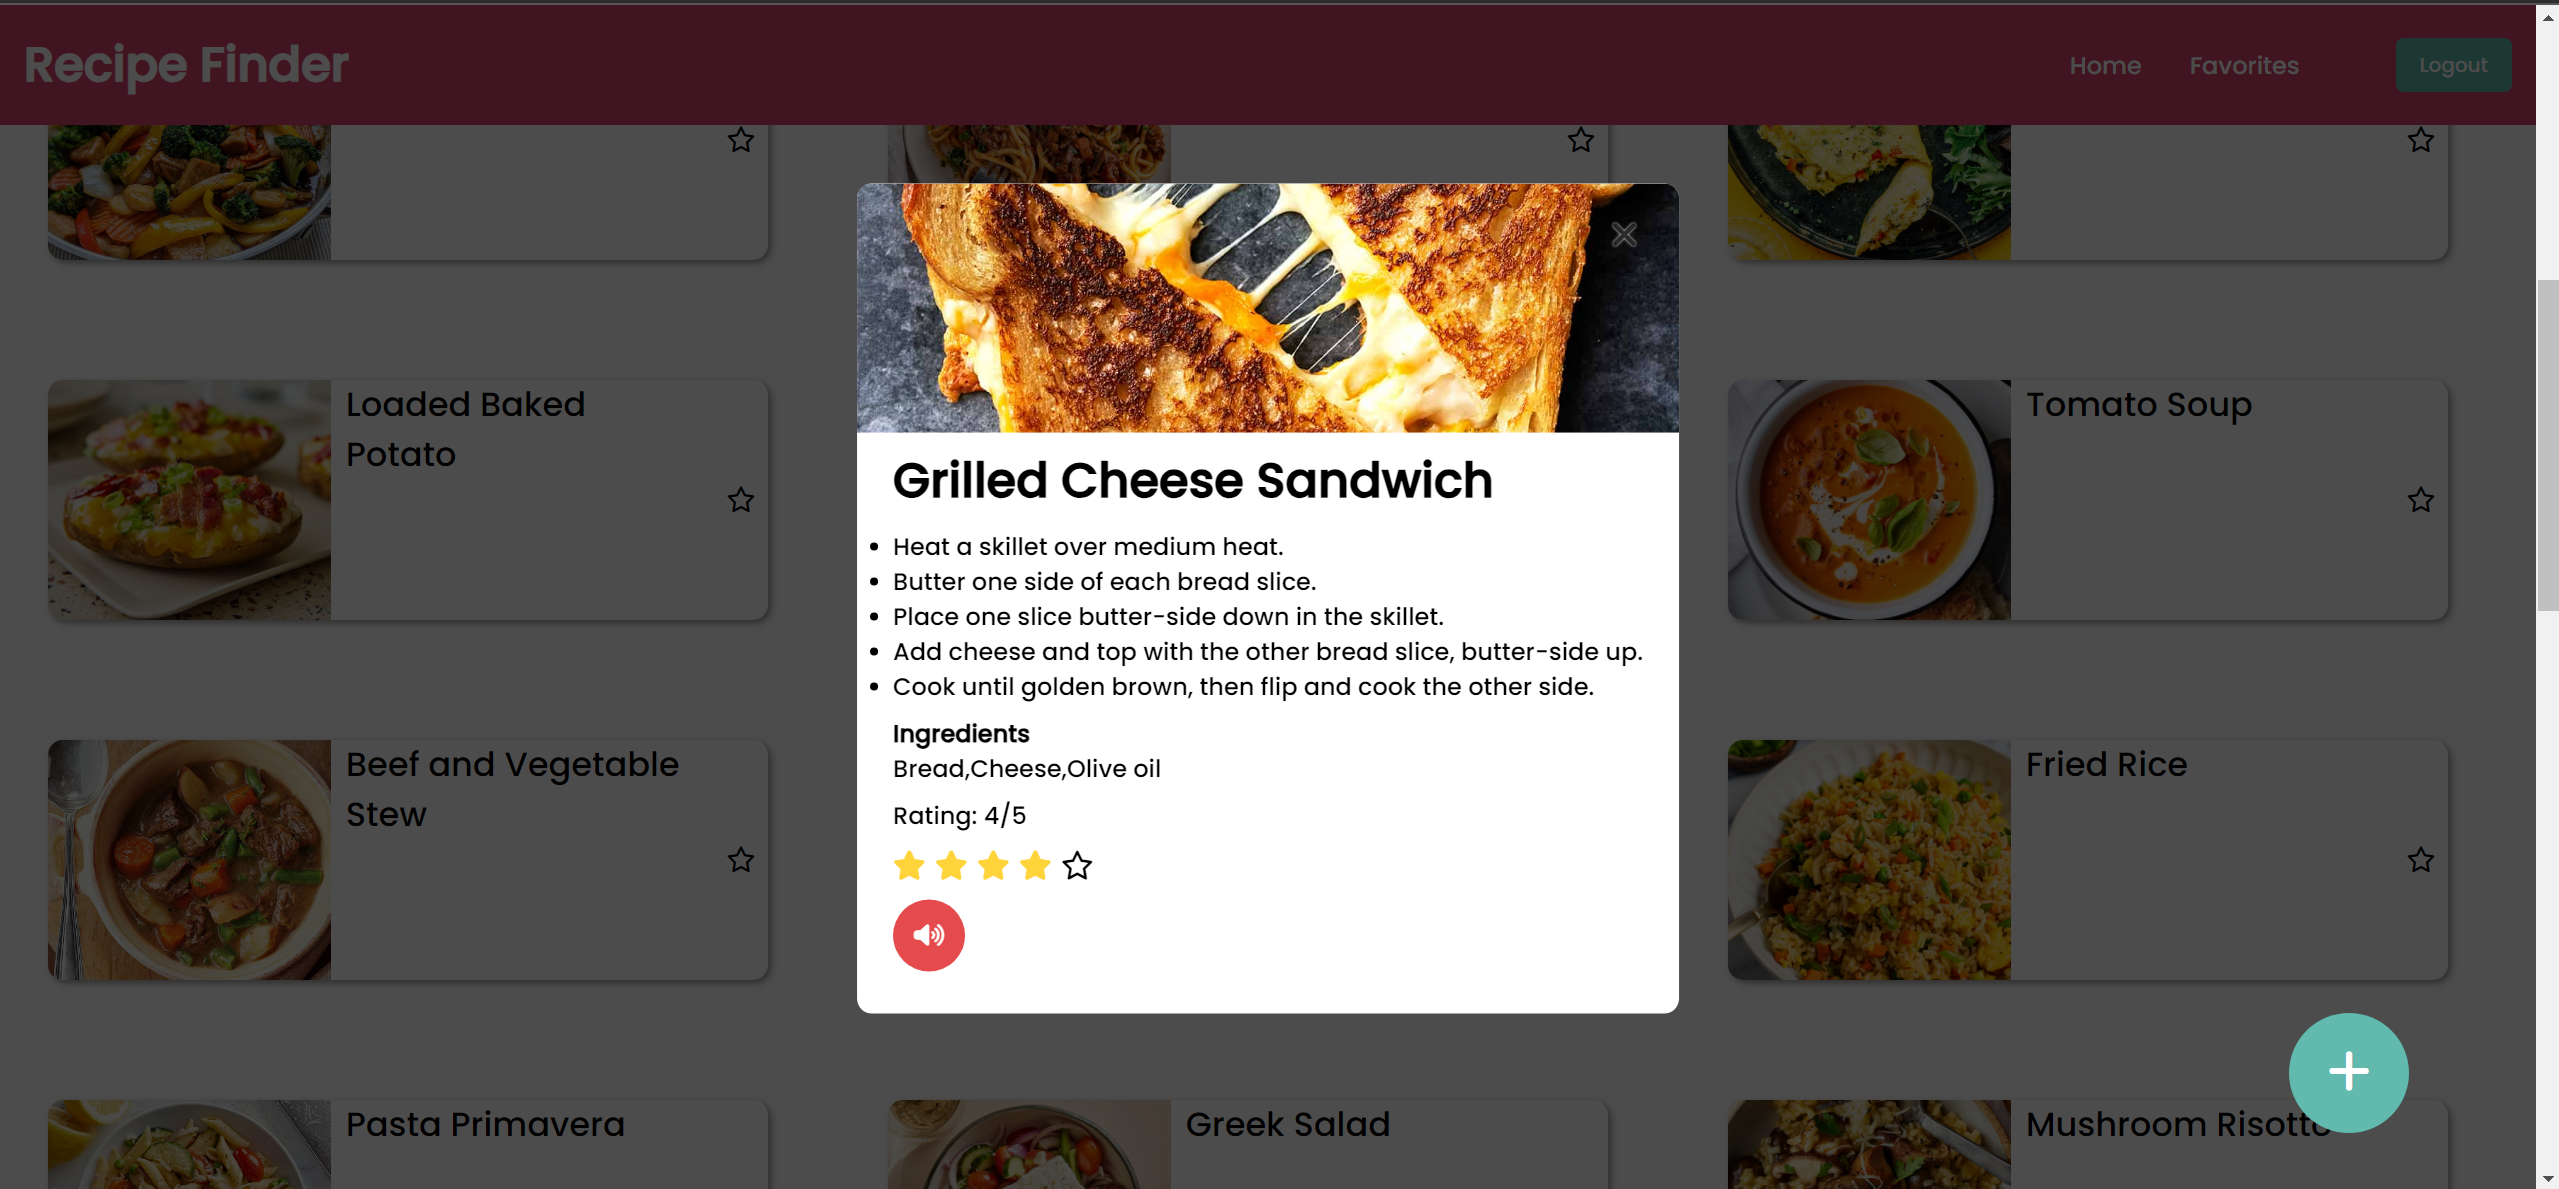 Recipe Finder
Home
Favorites
Logout
Grilled Cheese Sandwich
• Heat a skillet over medium heat.
• Butter one side of each bread slice.
• Place one slice butter-side down in the skillet.
• Add cheese and top with the other bread slice, butter-side up.
• Cook until golden brown, then flip and cook the other side.
Ingredients
Bread,Cheese,Olive oil
Rating: 4/5
Loaded Baked
Potato
Tomato Soup
Beef and Vegetable
Stew
Fried Rice
Pasta Primavera
Greek Salad
Mushroom Risotto